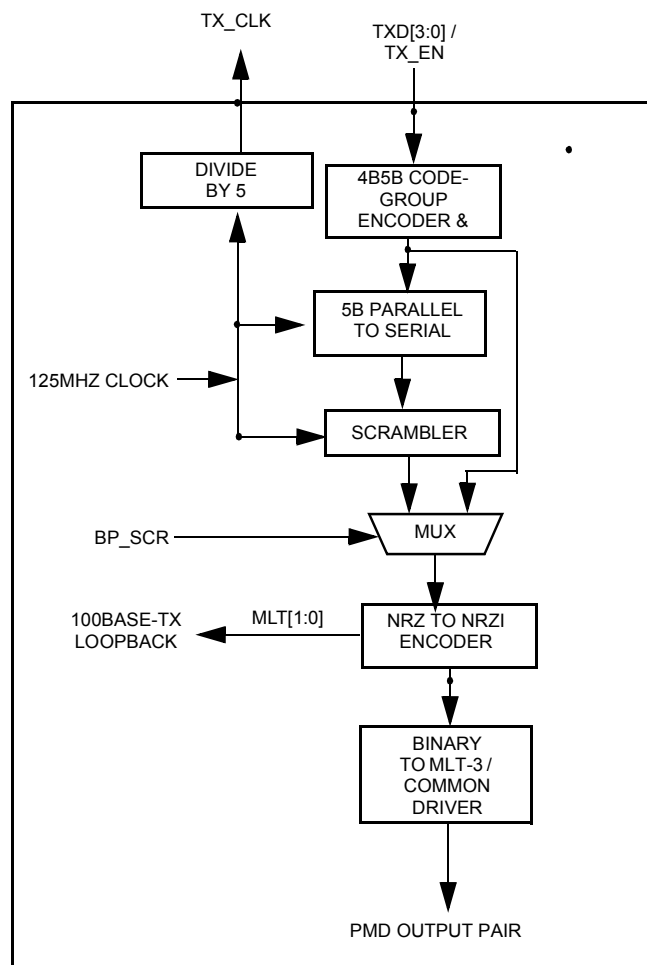 TX_CLK
TXD[3:0] /
TX_EN
DIVIDE
BY 5
4B5B CODE-
GROUP
ENCODER &
5B PARALLEL
TO SERIAL
125MHZ CLOCK
SCRAMBLER
BP_SCR
MUX
100BASE-TX
LOOPBACK
MLT[1:0]
NRZ TO NRZI
ENCODER
BINARY
TO MLT-3 /
COMMON
DRIVER
PMD OUTPUT PAIR